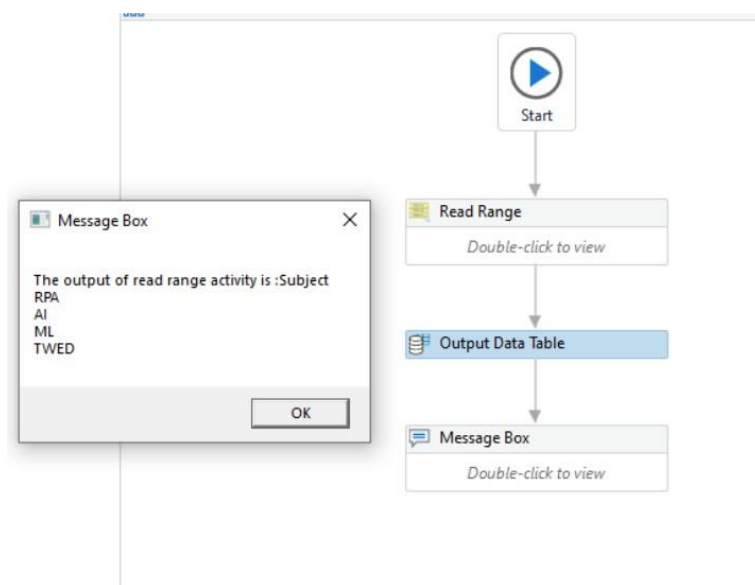 Start
Read Range
Double-click to view
Message Box
The output of read range activity is :Subject
RPA
AI
ML
TWED
OK
Output Data Table
Message Box
Double-click to view